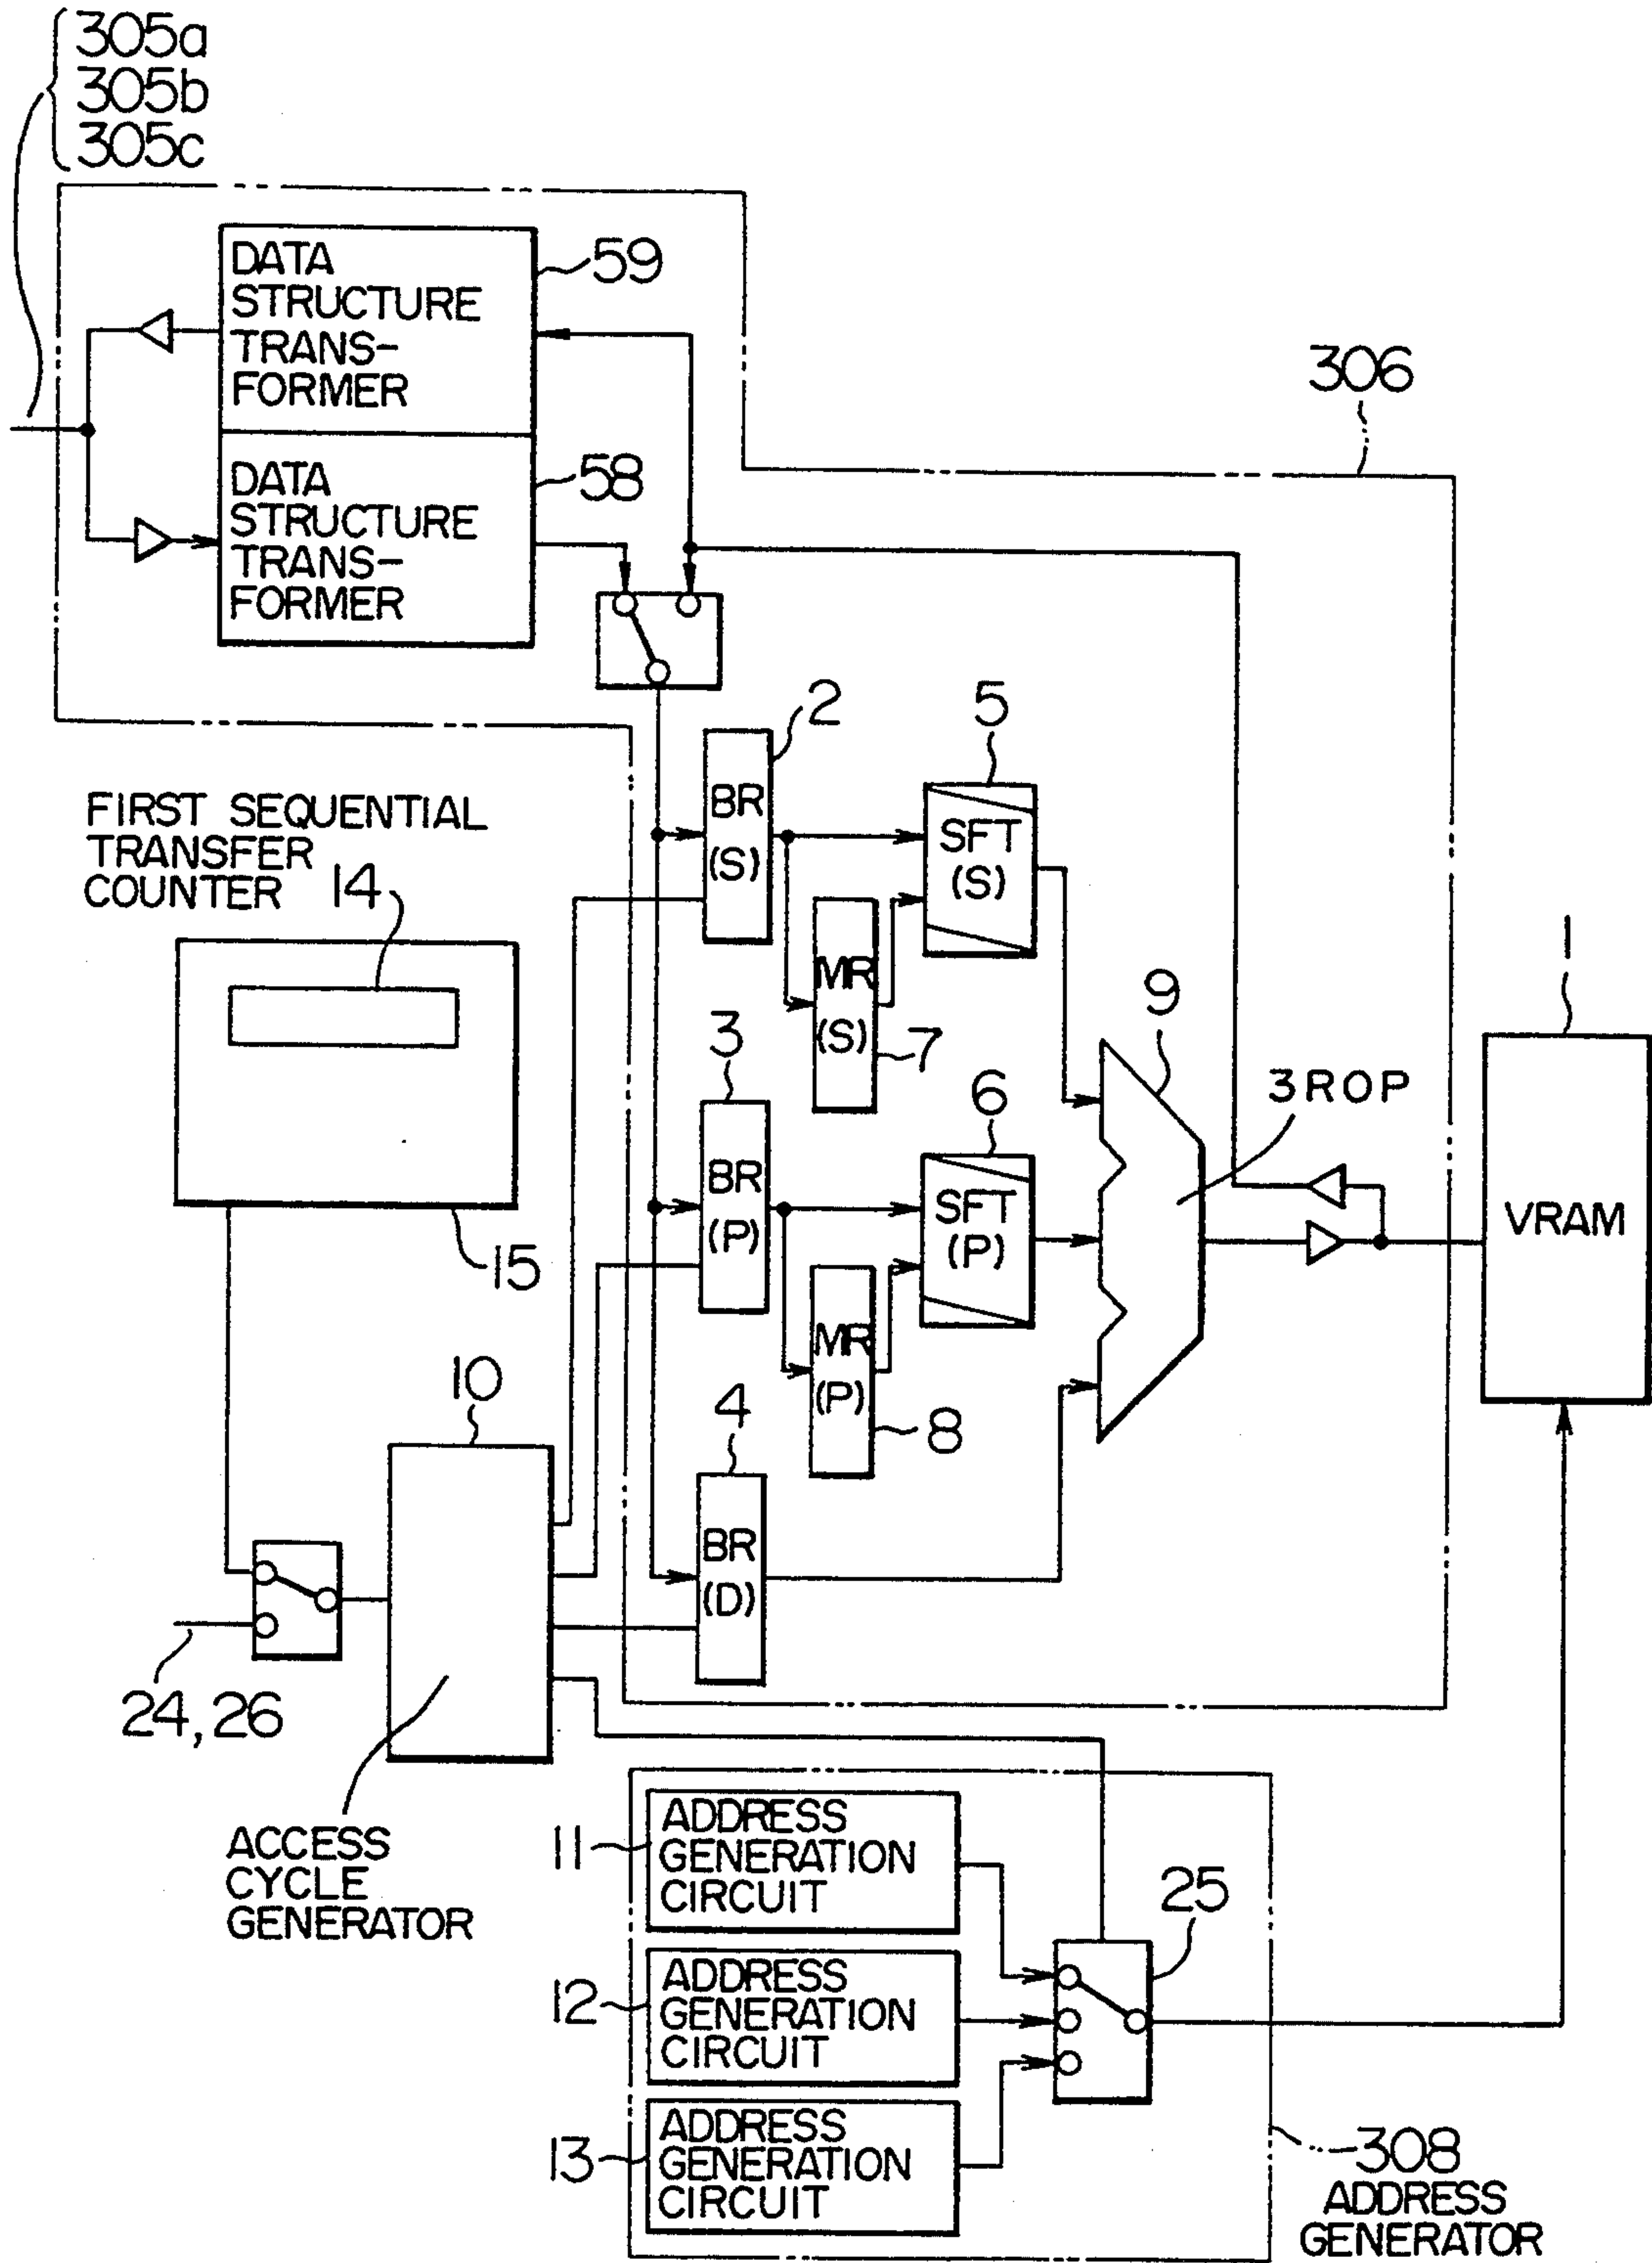 305a
305b
305c
DATA
STRUCTURE
TRANS-
FORMER
59
DATA
STRUCTURE
TRANS-
FORMER
58
306
2
BR
(S)
5
SFT
(S)
FIRST SEQUENTIAL
TRANSFER
COUNTER
14
MR
(S)
7
1
9
3
BR
(P)
6
SFT
(P)
3 ROP
VRAM
15
MR
(P)
8
10
4
BR
(D)
24, 26
ACCESS
CYCLE
GENERATOR
11
ADDRESS
GENERATION
CIRCUIT
25
12
ADDRESS
GENERATION
CIRCUIT
13
ADDRESS
GENERATION
CIRCUIT
308
ADDRESS
GENERATOR